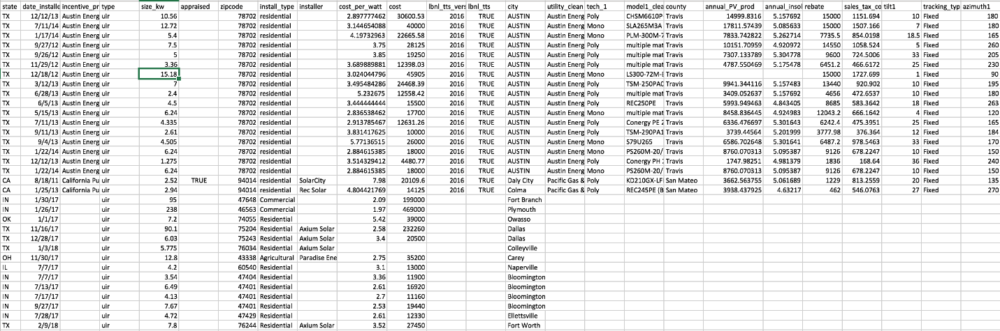 state date_installe incentive_pr type size_kw appraised zipcode install_type installer cost_per_watt cost lbnl_tts_vers lbnl_tts city utility_clean tech_1 model1_clea county annual_PV_prod annual_insol rebate sales_tax_co tilt1 tracking_typ azimuth1
TX 12/12/13 Austin Energ uir 10.56 78702 residential 2.897777462 30600.53 2016 TRUE AUSTIN Austin Energ Poly CHSM6610P Travis 14999.8316 5.157692 15000 1151.694 10 Fixed 180
TX 7/11/14 Austin Energ uir 12.72 78702 residential 3.144654088 40000 2016 TRUE AUSTIN Austin Energ Mono SLA265M3A Travis 17811.57439 5.085633 15000 1507.166 7 Fixed 180
TX 1/17/14 Austin Energ uir 5.4 78702 residential 4.19732963 22665.58 2016 TRUE AUSTIN Austin Energ Mono PLM-300M-7 Travis 7833.742822 5.262714 7735.5 854.0198 18.5 Fixed 165
TX 9/27/12 Austin Energ uir 7.5 78702 residential 3.75 28125 2016 TRUE AUSTIN Austin Energ Poly multiple mat Travis 10151.70959 4.920972 14550 1058.524 5 Fixed 260
TX 9/26/12 Austin Energ uir 5 78702 residential 3.85 19250 2016 TRUE AUSTIN Austin Energ Poly multiple mat Travis 7307.133789 5.304778 9600 724.5006 33 Fixed 205
TX 11/29/12 Austin Energ uir 3.36 78702 residential 3.689889881 12398.03 2016 TRUE AUSTIN Austin Energ Poly multiple mat Travis 4787.550469 5.175478 6451.2 466.6172 25 Fixed 230
TX 12/18/12 Austin Energ uir 15.18 78702 residential 3.024044796 45905 2016 TRUE AUSTIN Austin Energ Mono LS300-72M-E Travis 15000 1727.699 1 Fixed 90
TX 3/12/13 Austin Energ uir 7 78702 residential 3.495484286 24468.39 2016 TRUE AUSTIN Austin Energ Poly TSM-250PAC Travis 9941.344116 5.157483 13440 920.902 10 Fixed 195
TX 6/28/13 Austin Energ uir 2.4 78702 residential 5.232675 12558.42 2016 TRUE AUSTIN Austin Energ Poly multiple mat Travis 3409.052637 5.157692 4656 472.6537 10 Fixed 180
TX 6/5/13 Austin Energ uir 4.5 78702 residential 3.444444444 15500 2016 TRUE AUSTIN Austin Energ Poly REC250PE Travis 5993.949463 4.843405 8685 583.3642 18 Fixed 263
TX 5/15/13 Austin Energ uir 6.24 78702 residential 2.836538462 17700 2016 TRUE AUSTIN Austin Energ Mono multiple mat Travis 8458.836445 4.924983 12043.2 666.1642 4 Fixed 120
TX 7/11/13 Austin Energ uir 4.335 78702 residential 2.913785467 12631.26 2016 TRUE AUSTIN Austin Energ Poly Conergy PE 2 Travis 6336.476697 5.301643 6242.4 475.3951 25 Fixed 165
TX 9/11/13 Austin Energ uir 2.61 78702 residential 3.831417625 10000 2016 TRUE AUSTIN Austin Energ Poly TSM-290PA1 Travis 3739.44564 5.201999 3777.98 376.364 12 Fixed 184
TX 9/4/13 Austin Energ uir 4.505 78702 residential 5.77136515 26000 2016 TRUE AUSTIN Austin Energ Mono S79U265 Travis 6586.702648 5.301641 6487.2 978.5463 33 Fixed 170
TX 1/22/14 Austin Energ uir 6.24 78702 residential 2.884615385 18000 2016 TRUE AUSTIN Austin Energ Mono PS260M-20/ Travis 8760.070313 5.095387 9126 678.2247 10 Fixed 150
TX 12/12/13 Austin Energ uir 1.275 78702 residential 3.514329412 4480.77 2016 TRUE AUSTIN Austin Energ Poly Conergy PH Travis 1747.98251 4.981379 1836 168.64 36 Fixed 240
TX 1/22/14 Austin Energ uir 6.24 78702 residential 2.884615385 18000 2016 TRUE AUSTIN Austin Energ Mono PS260M-20/ Travis 8760.070313 5.095387 9126 678.2247 10 Fixed 150
CA 8/18/11 California Pu uir 2.52 TRUE 94014 residential SolarCity 7.98 20109.6 2016 TRUE Daly City Pacific Gas & Poly KD210GX-LF San Mateo 3662.563755 5.061689 1229 813.2559 20 Fixed 135
CA 1/25/13 California Pu uir 2.94 94014 residential Rec Solar 4.804421769 14125 2016 TRUE Colma Pacific Gas & Poly REC245PE (B San Mateo 3938.437925 4.63217 462 546.0763 27 Fixed 270
IN 1/30/17 uir 95 47648 Commercial 2.09 199000 Fort Branch
IN 1/26/17 uir 238 46563 Commercial 1.97 469000 Plymouth
OK 1/1/17 uir 7.2 74055 Residential 5.42 39000 Owasso
TX 11/16/17 uir 90.1 75204 Residential Axium Solar 2.58 232260 Dallas
TX 12/28/17 uir 6.03 75243 Residential Axium Solar 3.4 20500 Dallas
TX 1/3/18 uir 5.775 76034 Residential Axium Solar Colleyville
OH 11/30/17 uir 12.8 43338 Agricultural Paradise Ene 2.75 35200 Carey
IL 7/7/17 uir 4.2 60540 Residential 3.1 13000 Naperville
IN 7/7/17 uir 3.54 47404 Residential 3.36 11900 Bloomington
IN 7/13/17 uir 6.49 47401 Residential 2.61 16920 Bloomington
IN 7/17/17 uir 4.13 47401 Residential 2.7 11160 Bloomington
IN 9/27/17 uir 7.67 47401 Residential 2.53 19440 Bloomington
IN 7/28/17 uir 4.72 47429 Residential 2.61 12330 Ellettsville
TX 2/9/18 uir 7.8 76244 Residential Axium Solar 3.52 27450 Fort Worth